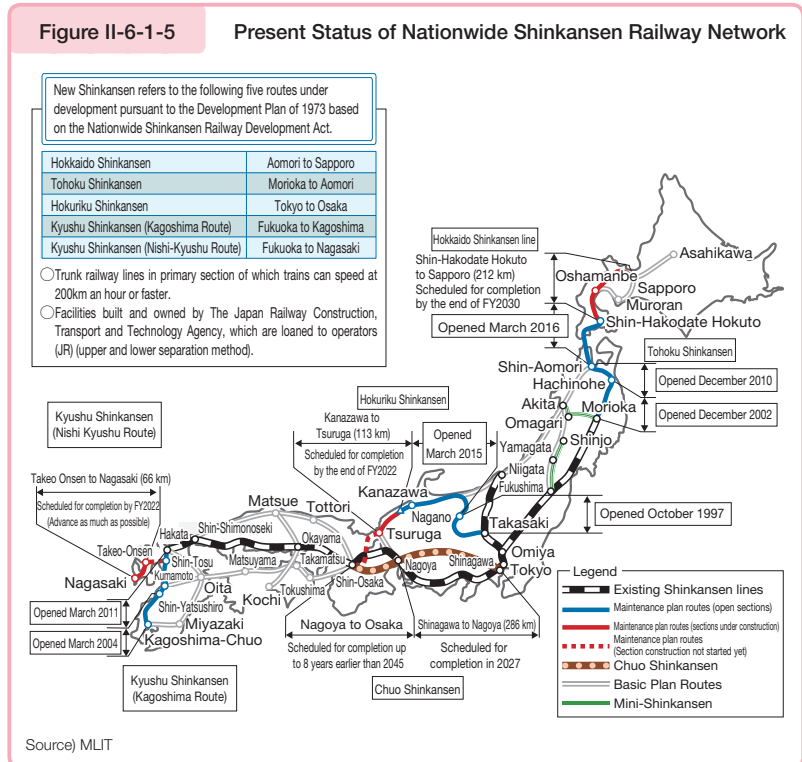 Figure II-6-1-5
Present Status of Nationwide Shinkansen Railway Network
New Shinkansen refers to the following five routes under
development pursuant to the Development Plan of 1973 based
on the Nationwide Shinkansen Railway Development Act.
Hokkaido Shinkansen Aomori to Sapporo
Tohoku Shinkansen Morioka to Aomori
Hokuriku Shinkansen Tokyo to Osaka
Kyushu Shinkansen (Kagoshima Route) Fukuoka to Kagoshima
Kyushu Shinkansen (Nishi-Kyushu Route) Fukuoka to Nagasaki
○Trunk railway lines in primary section of which trains can speed at
200km an hour or faster.
○Facilities built and owned by The Japan Railway Construction,
Transport and Technology Agency, which are loaned to operators
(JR) (upper and lower separation method).
Hokkaido Shinkansen line
Shin-Hakodate Hokuto
to Sapporo (212 km)
Scheduled for completion
by the end of FY2030
Opened March 2016
Asahikawa
Oshamanbe
Sapporo
Muroran
Shin-Hakodate Hokuto
Tohoku Shinkansen
Shin-Aomori
Hachinohe
Opened December 2010
Akita
Morioka
Opened December 2002
Omagari
Yamagata
Shinjo
Niigata
Fukushima
Hokuriku Shinkansen
Kanazawa to
Tsuruga (113 km)
Scheduled for completion
by the end of FY2022
Opened
March 2015
Kanazawa
Nagano
Opened October 1997
Takasaki
Tsuruga
Omiya
Tokyo
Shinagawa
Nagoya
Shin-Osaka
Kyushu Shinkansen
(Nishi Kyushu Route)
Takeo Onsen to Nagasaki (66 km)
Scheduled for completion by FY2022
(Advance as much as possible)
Matsue
Tottori
Hakata
Shin-Shimonoseki
Okayama
Takamatsu
Takeo-Onsen
Shin-Tosu
Matsuyama
Nagasaki
Kumamoto
Oita
Tokushima
Kochi
Opened March 2011
Shin-Yatsushiro
Miyazaki
Opened March 2004
Kagoshima-Chuo
Kyushu Shinkansen
(Kagoshima Route)
Nagoya to Osaka
Scheduled for completion up
to 8 years earlier than 2045
Shinagawa to Nagoya (286 km)
Scheduled for
completion in 2027
Chuo Shinkansen
Legend
Existing Shinkansen lines
Maintenance plan routes (open sections)
Maintenance plan routes (sections under construction)
Maintenance plan routes
(Section construction not started yet)
Chuo Shinkansen
Basic Plan Routes
Mini-Shinkansen
Source) MLIT